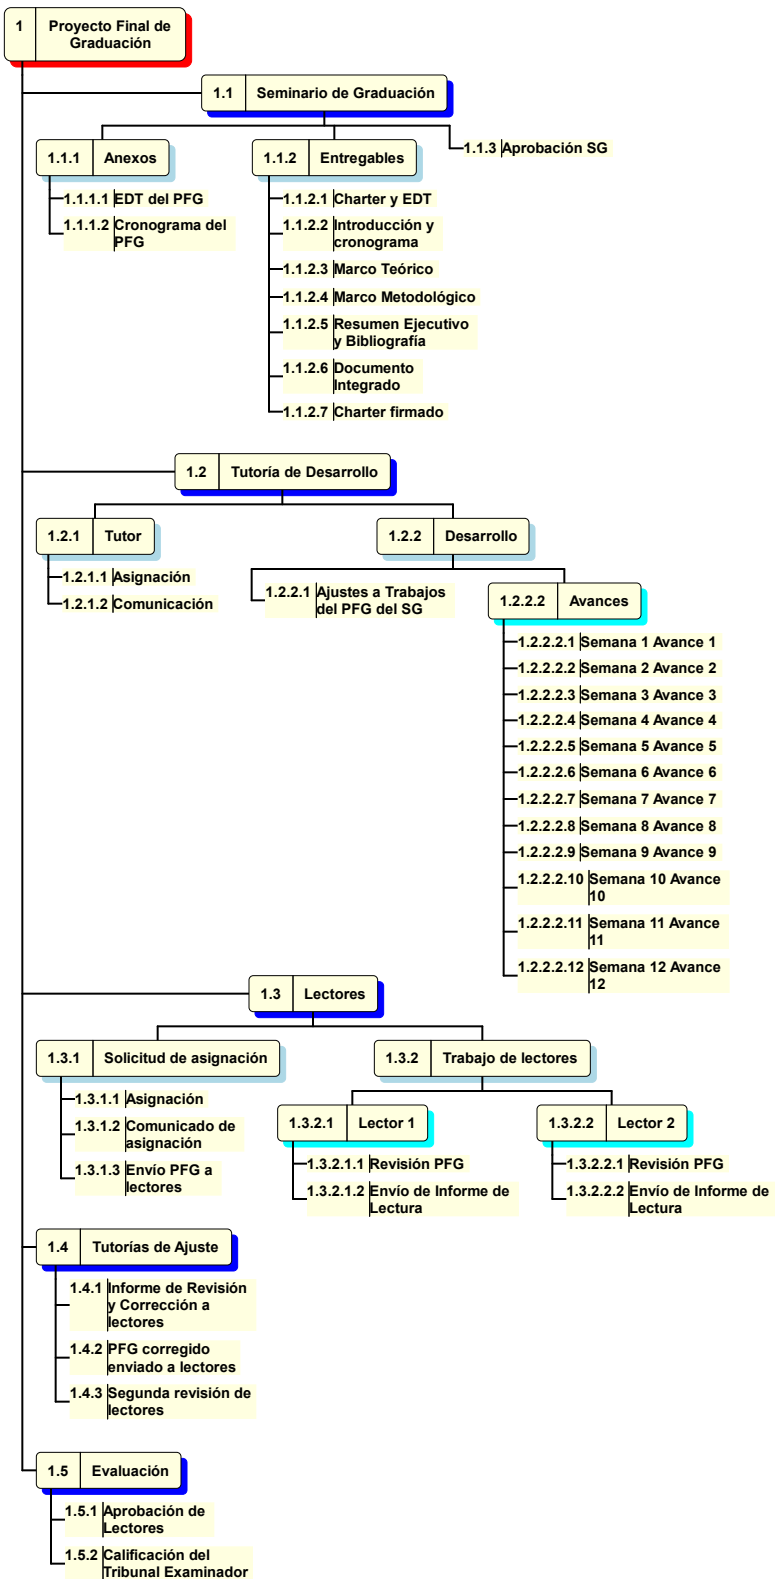 1 Proyecto Final de
Graduación
1.1 Seminario de Graduación
1.1.1 Anexos
1.1.1.1 EDT del PFG
1.1.1.2 Cronograma del
PFG
1.1.2 Entregables
1.1.2.1 Charter y EDT
1.1.2.2 Introducción y
cronograma
1.1.2.3 Marco Teórico
1.1.2.4 Marco Metodológico
1.1.2.5 Resumen Ejecutivo
y Bibliografía
1.1.2.6 Documento
Integrado
1.1.2.7 Charter firmado
1.1.3 Aprobación SG
1.2 Tutoría de Desarrollo
1.2.1 Tutor
1.2.1.1 Asignación
1.2.1.2 Comunicación
1.2.2 Desarrollo
1.2.2.1 Ajustes a Trabajos
del PFG del SG
1.2.2.2 Avances
1.2.2.2.1 Semana 1 Avance 1
1.2.2.2.2 Semana 2 Avance 2
1.2.2.2.3 Semana 3 Avance 3
1.2.2.2.4 Semana 4 Avance 4
1.2.2.2.5 Semana 5 Avance 5
1.2.2.2.6 Semana 6 Avance 6
1.2.2.2.7 Semana 7 Avance 7
1.2.2.2.8 Semana 8 Avance 8
1.2.2.2.9 Semana 9 Avance 9
1.2.2.2.10 Semana 10 Avance
10
1.2.2.2.11 Semana 11 Avance
11
1.2.2.2.12 Semana 12 Avance
12
1.3 Lectores
1.3.1 Solicitud de asignación
1.3.1.1 Asignación
1.3.1.2 Comunicado de
asignación
1.3.1.3 Envío PFG a
lectores
1.3.2 Trabajo de lectores
1.3.2.1 Lector 1
1.3.2.1.1 Revisión PFG
1.3.2.1.2 Envío de Informe de
Lectura
1.3.2.2 Lector 2
1.3.2.2.1 Revisión PFG
1.3.2.2.2 Envío de Informe de
Lectura
1.4 Tutorías de Ajuste
1.4.1 Informe de Revisión
y Corrección a
lectores
1.4.2 PFG corregido
enviado a lectores
1.4.3 Segunda revisión de
lectores
1.5 Evaluación
1.5.1 Aprobación de
Lectores
1.5.2 Calificación del
Tribunal Examinador